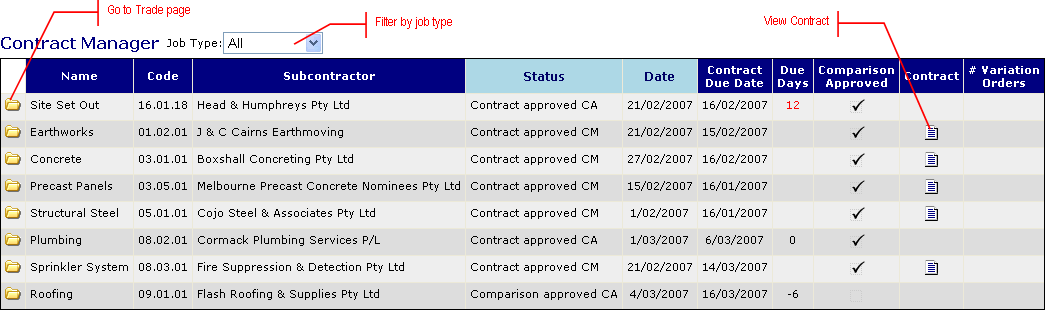 Go to Trade page
Filter by job type
View Contract
Contract Manager Job Type: All
Name Code Subcontractor Status Date Contract Due Date Due Days Comparison Approved Contract # Variation Orders
Site Set Out 16.01.18 Head & Humphreys Pty Ltd Contract approved CA 21/02/2007 16/02/2007 12
Earthworks 01.02.01 J & C Cairns Earthmoving Contract approved CM 21/02/2007 15/02/2007
Concrete 03.01.01 Boxshall Concreting Pty Ltd Contract approved CM 27/02/2007 16/02/2007
Precast Panels 03.05.01 Melbourne Precast Concrete Nominees Pty Ltd Contract approved CM 15/02/2007 16/01/2007
Structural Steel 05.01.01 Cojo Steel & Associates Pty Ltd Contract approved CM 1/02/2007 16/01/2007
Plumbing 08.02.01 Cormack Plumbing Services P/L Contract approved CA 1/03/2007 6/03/2007 0
Sprinkler System 08.03.01 Fire Suppression & Detection Pty Ltd Contract approved CM 21/02/2007 14/03/2007
Roofing 09.01.01 Flash Roofing & Supplies Pty Ltd Comparison approved CA 4/03/2007 16/03/2007 -6